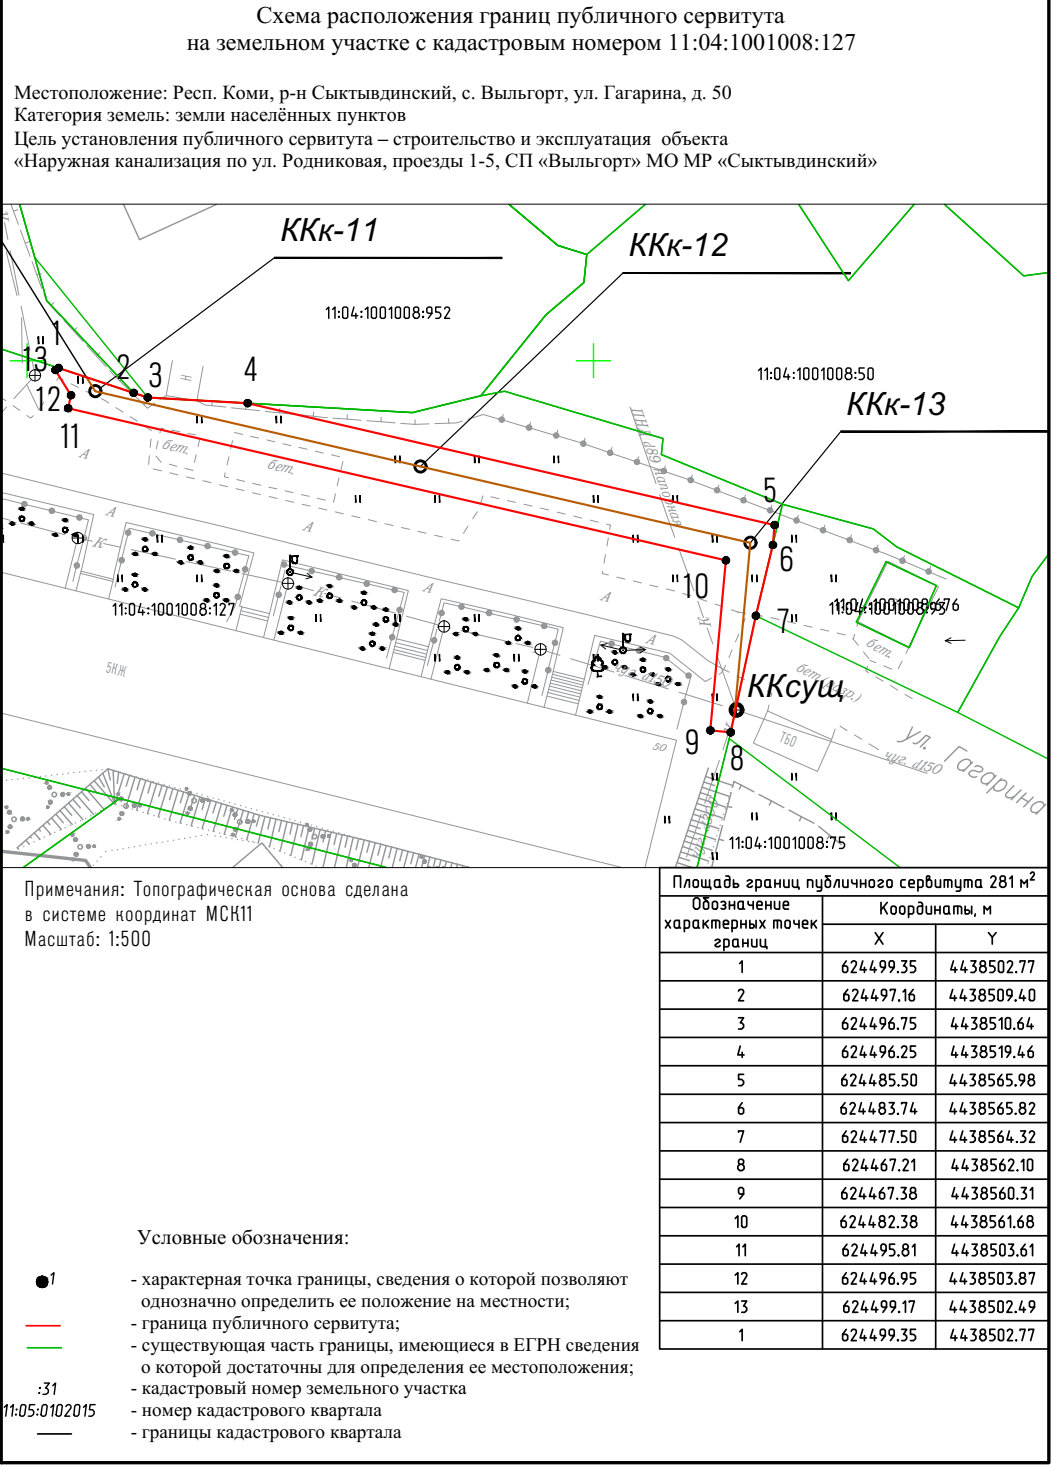 Схема расположения границ публичного сервитута
на земельном участке с кадастровым номером 11:04:1001008:127
Местоположение: Респ. Коми, р-н Сыктывдинский, с. Выльгорт, ул. Гагарина, д. 50
Категория земель: земли населённых пунктов
Цель установления публичного сервитута – строительство и эксплуатация объекта
«Наружная канализация по ул. Родниковая, проезды 1-5, СП «Выльгорт» МО МР «Сыктывдинский»
ККк-11
ККк-12
11:04:1001008:952
1
13
2
3
4
12
11
11:04:1001008:50
ККк-13
бет.
бет.
5
6
10
7
11:04:1001008:127
бет.
5КЖ
ККсущ
9
8
50
ТБО
ул. Гагарина
чуг. d150
11:04:1001008:75
Примечания: Топографическая основа сделана
в системе координат МСК11
Масштаб: 1:500
Площадь границ публичного сервитута 281 м²
Обозначение характерных точек границ
Координаты, м
X Y
1 624499.35 4438502.77
2 624497.16 4438509.40
3 624496.75 4438510.64
4 624496.25 4438519.46
5 624485.50 4438565.98
6 624483.74 4438565.82
7 624477.50 4438564.32
8 624467.21 4438562.10
9 624467.38 4438560.31
10 624482.38 4438561.68
11 624495.81 4438503.61
12 624496.95 4438503.87
13 624499.17 4438502.49
1 624499.35 4438502.77
Условные обозначения:
1 - характерная точка границы, сведения о которой позволяют
однозначно определить ее положение на местности;
- граница публичного сервитута;
- существующая часть границы, имеющиеся в ЕГРН сведения
о которой достаточны для определения ее местоположения;
:31 - кадастровый номер земельного участка
11:05:0102015 - номер кадастрового квартала
- границы кадастрового квартала